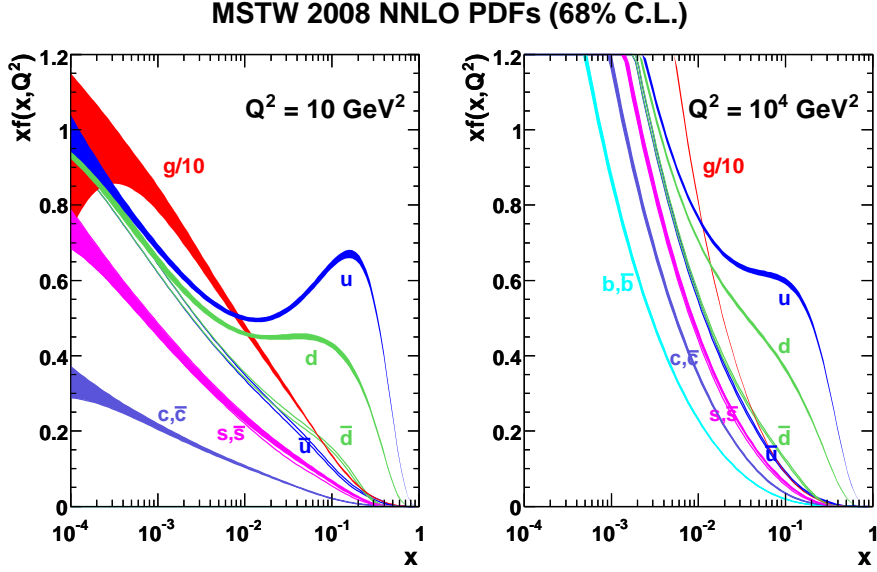 MSTW 2008 NNLO PDFs (68% C.L.)
xf(x,Q²)
1.2
1
0.8
0.6
0.4
0.2
0
Q² = 10 GeV²
g/10
u
d
c,c̅
s,s̅
u̅
d̅
10⁻⁴
10⁻³
10⁻²
10⁻¹
1
x
xf(x,Q²)
1.2
1
0.8
0.6
0.4
0.2
0
Q² = 10⁴ GeV²
g/10
b,b̅
u
d
c,c̅
s,s̅
d̅
u̅
10⁻⁴
10⁻³
10⁻²
10⁻¹
1
x